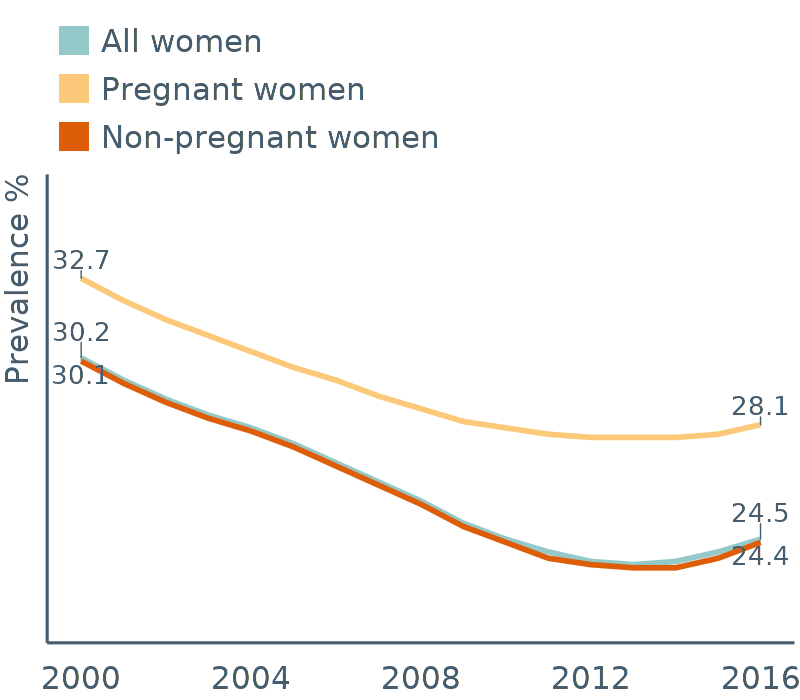 All women
Pregnant women
Non-pregnant women
Prevalence %
32.7
30.2
30.1
28.1
24.5
24.4
2000 2004 2008 2012 2016